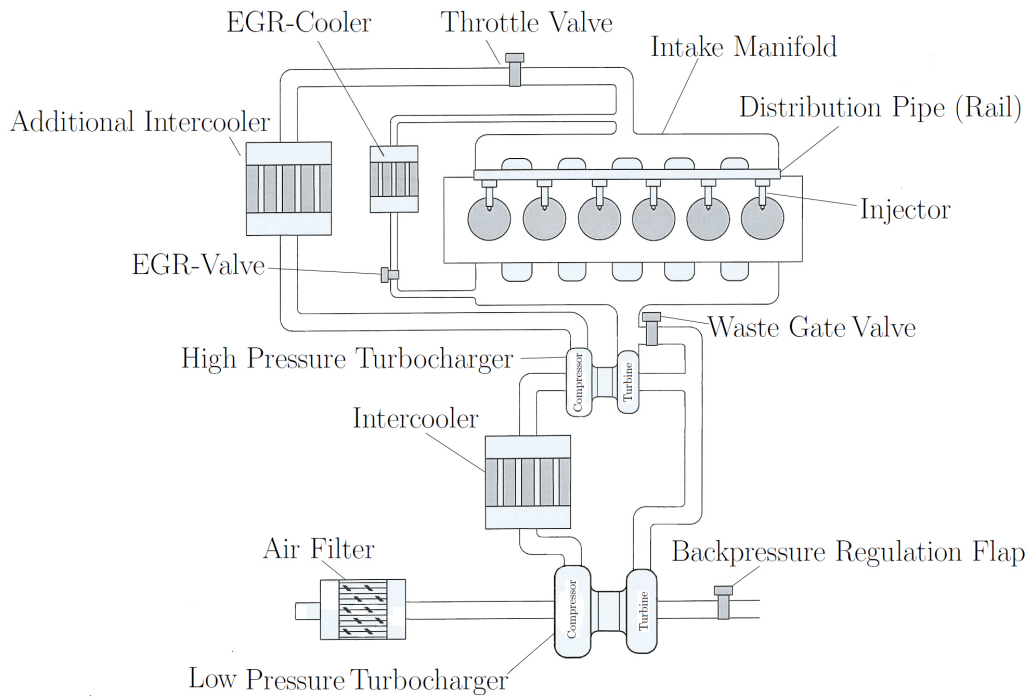 EGR-Cooler
Throttle Valve
Intake Manifold
Distribution Pipe (Rail)
Additional Intercooler
Injector
EGR-Valve
Waste Gate Valve
High Pressure Turbocharger
Compressor
Turbine
Intercooler
Air Filter
Backpressure Regulation Flap
Compressor
Turbine
Low Pressure Turbocharger